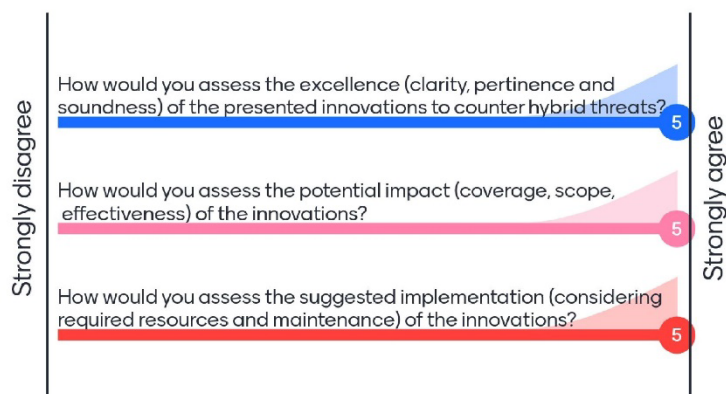 Strongly disagree
How would you assess the excellence (clarity, pertinence and
soundness) of the presented innovations to counter hybrid threats?
5
How would you assess the potential impact (coverage, scope,
effectiveness) of the innovations?
5
How would you assess the suggested implementation (considering
required resources and maintenance) of the innovations?
5
Strongly agree